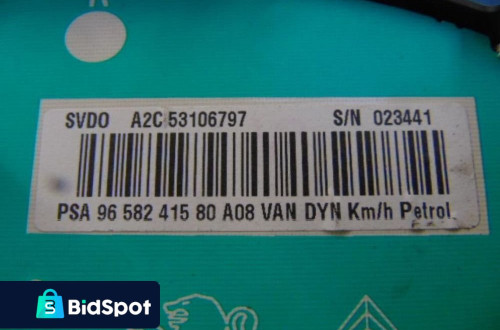 SVDO A2C 53106797 S/N 023441
PSA 96 582 415 80 A08 VAN DYN Km/h Petrol
S BidSpot